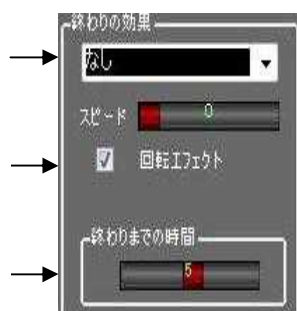 終わりの効果
なし
スピード 0
回転エフェクト
終わりまでの時間
5